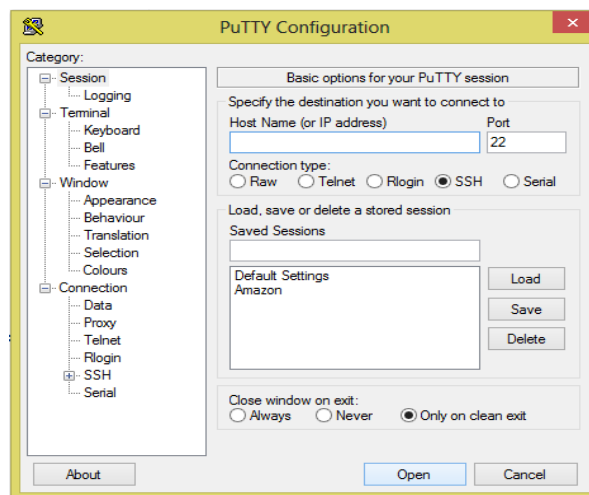 PuTTY Configuration
Category:
Session
Logging
Terminal
Keyboard
Bell
Features
Window
Appearance
Behaviour
Translation
Selection
Colours
Connection
Data
Proxy
Telnet
Rlogin
SSH
Serial
Basic options for your PuTTY session
Specify the destination you want to connect to
Host Name (or IP address) Port
22
Connection type:
Raw Telnet Rlogin SSH Serial
Load, save or delete a stored session
Saved Sessions
Default Settings
Amazon
Load
Save
Delete
Close window on exit:
Always Never Only on clean exit
About Open Cancel